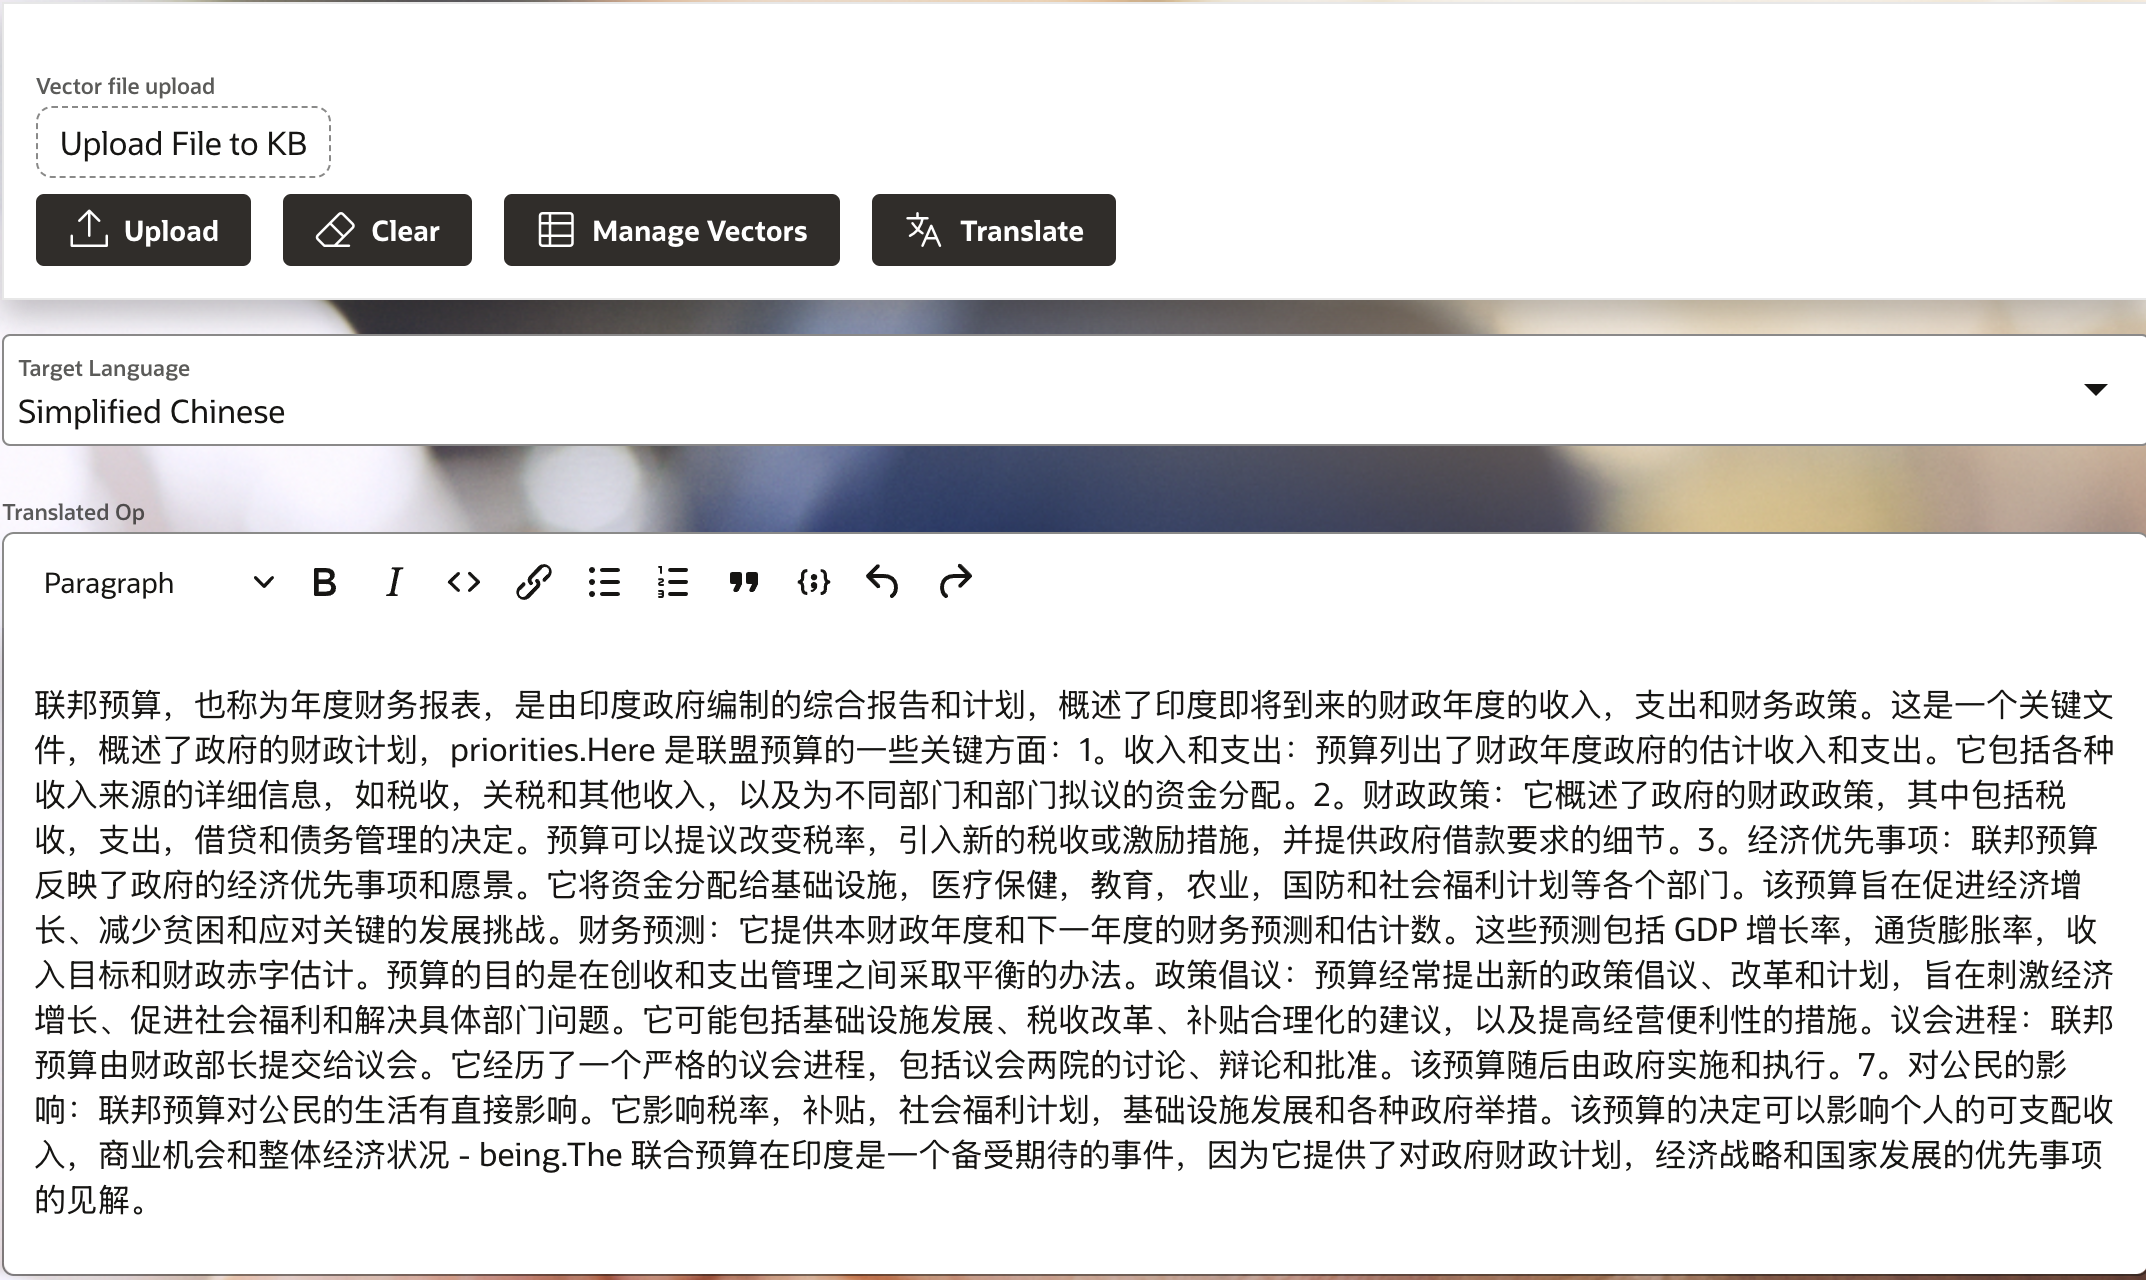 Vector file upload
Upload File to KB
Upload
Clear
Manage Vectors
Translate
Target Language
Simplified Chinese
Translated Op
Paragraph
联邦预算，也称为年度财务报表，是由印度政府编制的综合报告和计划，概述了印度即将到来的财政年度的收入，支出和财务政策。这是一个关键文
件，概述了政府的财政计划，priorities.Here 是联盟预算的一些关键方面：1。收入和支出：预算列出了财政年度政府的估计收入和支出。它包括各种
收入来源的详细信息，如税收，关税和其他收入，以及为不同部门和部门拟议的资金分配。2。财政政策：它概述了政府的财政政策，其中包括税
收，支出，借贷和债务管理的决定。预算可以提议改变税率，引入新的税收或激励措施，并提供政府借款要求的细节。3。经济优先事项：联邦预算
反映了政府的经济优先事项和愿景。它将资金分配给基础设施，医疗保健，教育，农业，国防和社会福利计划等各个部门。该预算旨在促进经济增
长、减少贫困和应对关键的发展挑战。财务预测：它提供本财政年度和下一年度的财务预测和估计数。这些预测包括 GDP 增长率，通货膨胀率，收
入目标和财政赤字估计。预算的目的是在创收和支出管理之间采取平衡的办法。政策倡议：预算经常提出新的政策倡议、改革和计划，旨在刺激经济
增长、促进社会福利和解决具体部门问题。它可能包括基础设施发展、税收改革、补贴合理化的建议，以及提高经营便利性的措施。议会进程：联邦
预算由财政部长提交给议会。它经历了一个严格的议会进程，包括议会两院的讨论、辩论和批准。该预算随后由政府实施和执行。7。对公民的影
响：联邦预算对公民的生活有直接影响。它影响税率，补贴，社会福利计划，基础设施发展和各种政府举措。该预算的决定可以影响个人的可支配收
入，商业机会和整体经济状况 - being.The 联合预算在印度是一个备受期待的事件，因为它提供了对政府财政计划，经济战略和国家发展的优先事项
的见解。